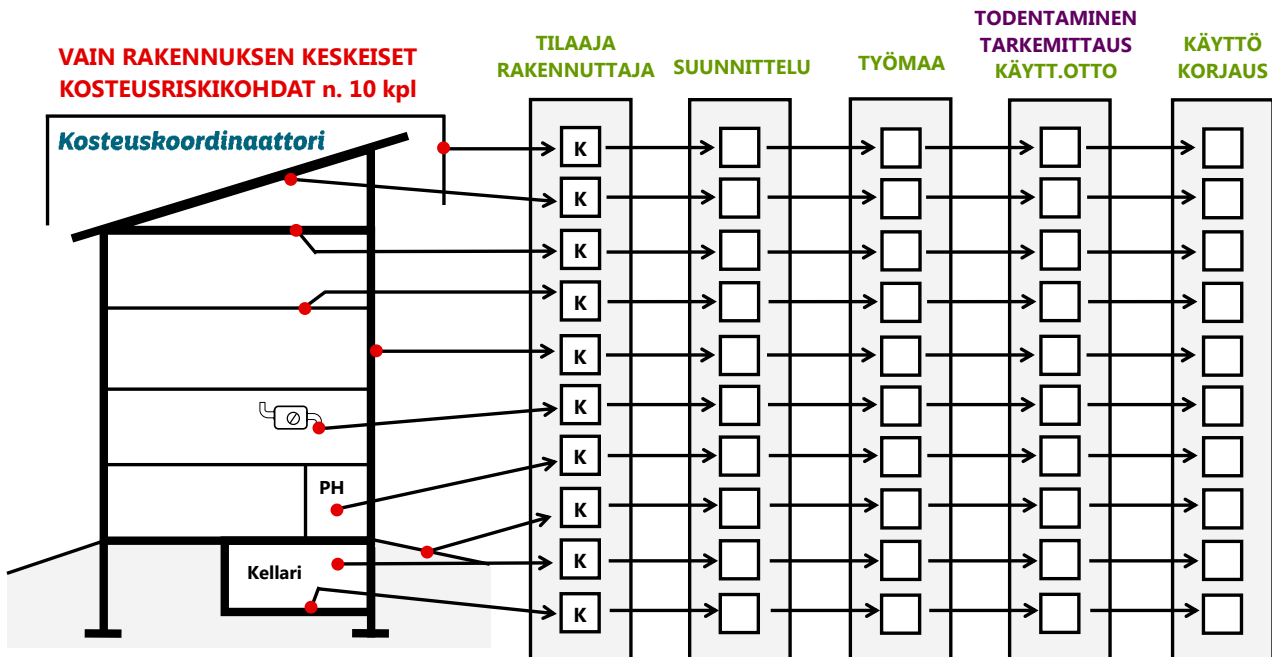 VAIN RAKENNUKSEN KESKEISET
KOSTEUSRISKIKOHDAT n. 10 kpl
Kosteuskoordinaattori
TILAAJA
RAKENNUTTAJA
SUUNNITTELU
TYÖMAA
TODENTAMINEN
TARKEMITTAUS
KÄYTT.OTTO
KÄYTTÖ
KORJAUS
K
K
K
K
K
K
K
K
K
K
PH
Kellari